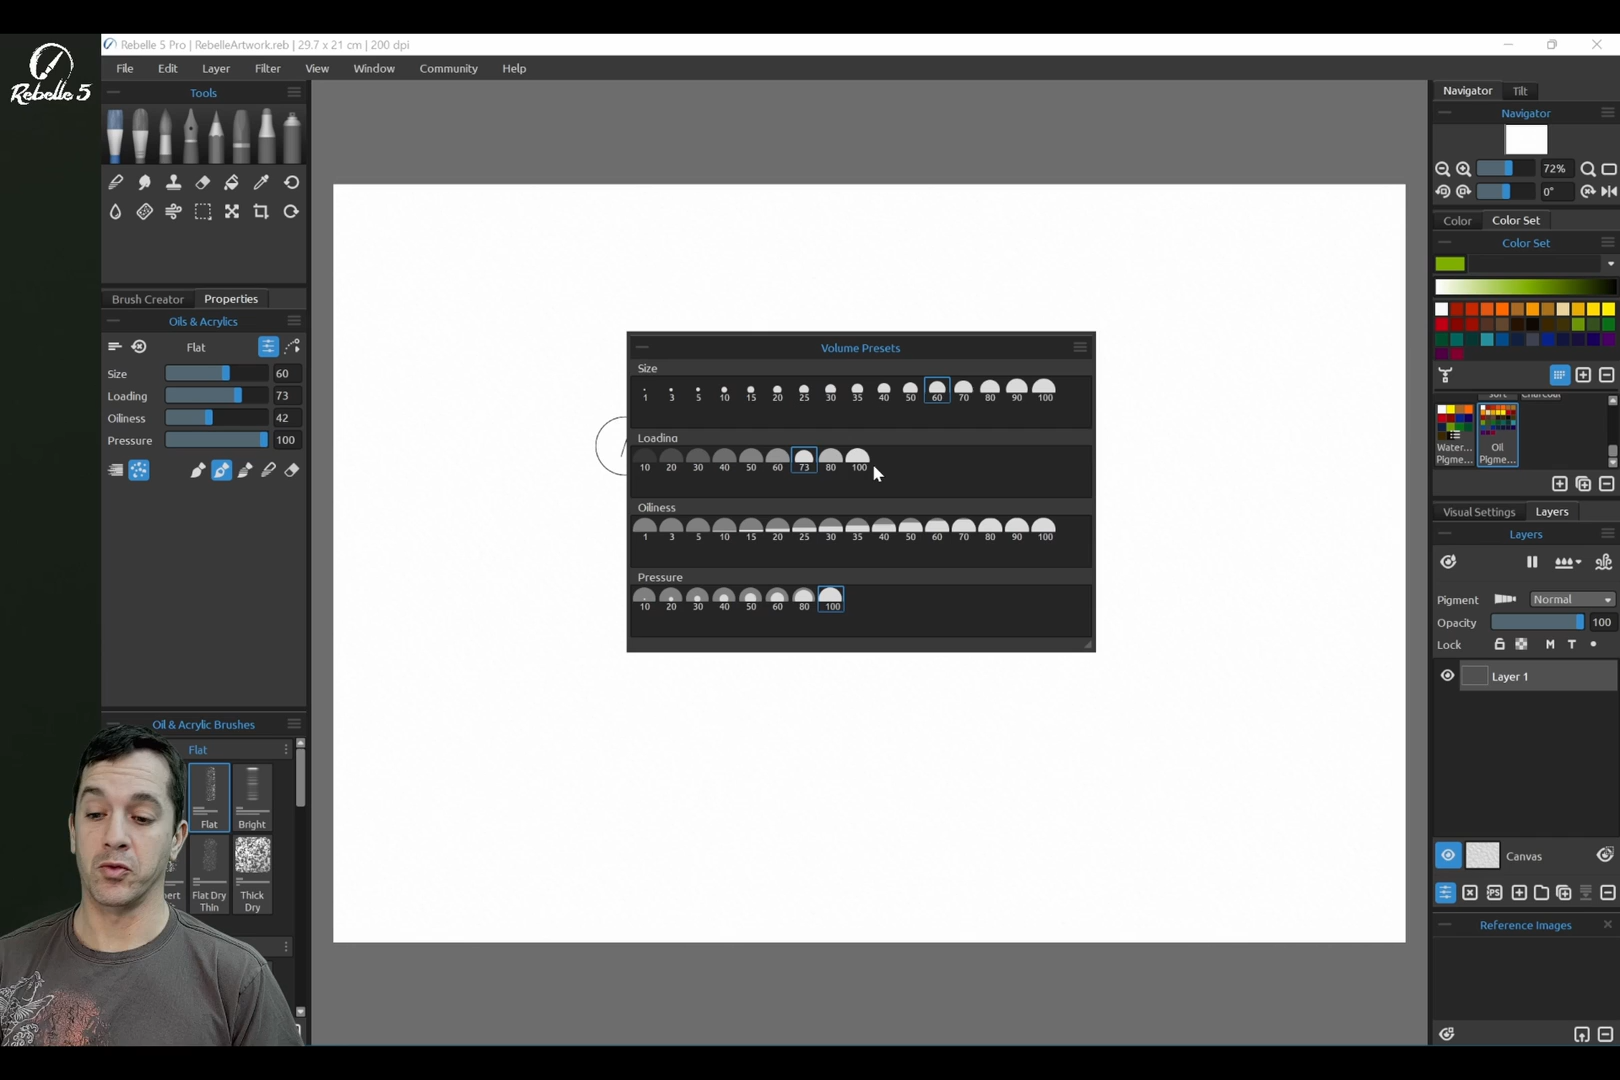 Rebelle 5
Rebelle 5 Pro | RebelleArtwork.reb | 29.7 x 21 cm | 200 dpi
File Edit Layer Filter View Window Community Help
Tools
Brush Creator Properties
Oils & Acrylics
Flat
Size 60
Loading 73
Oiliness 42
Pressure 100
Oil & Acrylic Brushes
Flat
Flat Bright
Flat Dry Thin
Thick Dry
Volume Presets
Size
1 3 5 10 15 20 25 30 35 40 50 60 70 80 90 100
Loading
10 20 30 40 50 60 73 80 100
Oiliness
1 3 5 10 15 20 25 30 35 40 50 60 70 80 90 100
Pressure
10 20 30 40 50 60 80 100
Navigator Tilt
Navigator
72%
0°
Color Color Set
Color Set
Water... Pigme...
Oil Pigme...
Visual Settings Layers
Layers
Pigment Normal
Opacity 100
Lock M T
Layer 1
Canvas
PS
Reference Images